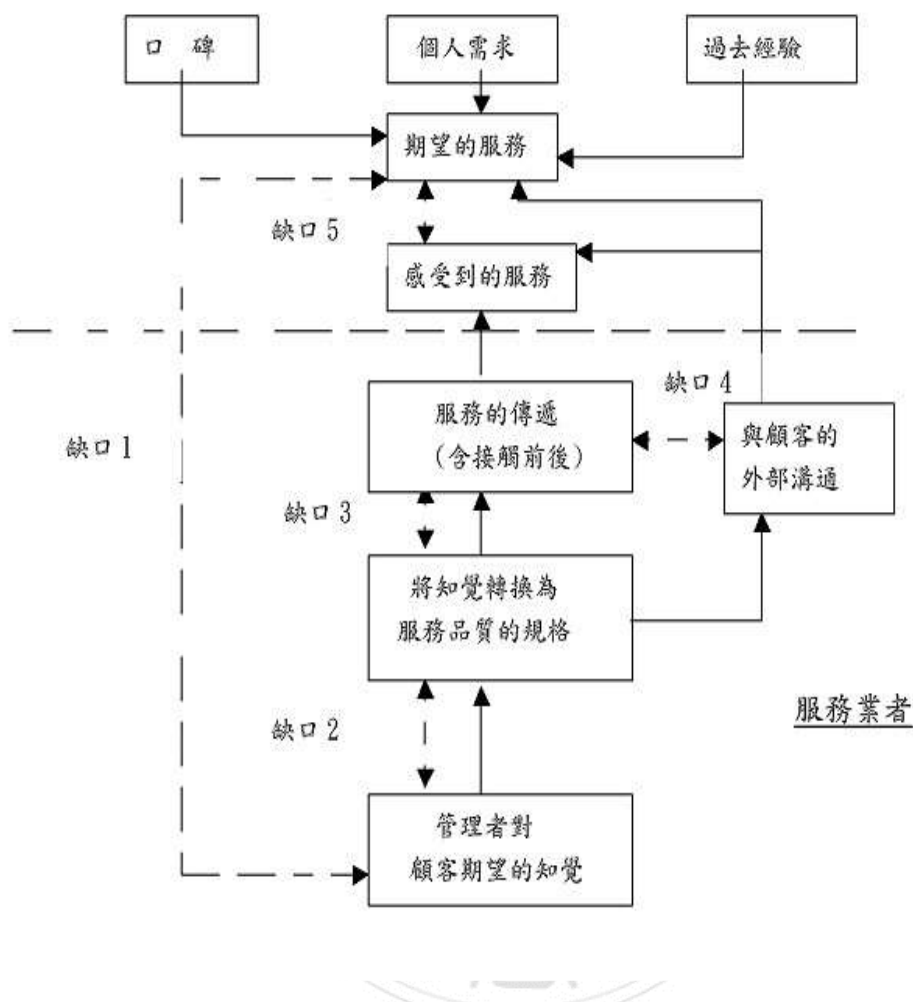 口　碑
個人需求
過去經驗
期望的服務
缺口5
感受到的服務
缺口4
服務的傳遞
(含接觸前後)
與顧客的
外部溝通
缺口1
缺口3
將知覺轉換為
服務品質的規格
服務業者
缺口2
管理者對
顧客期望的知覺